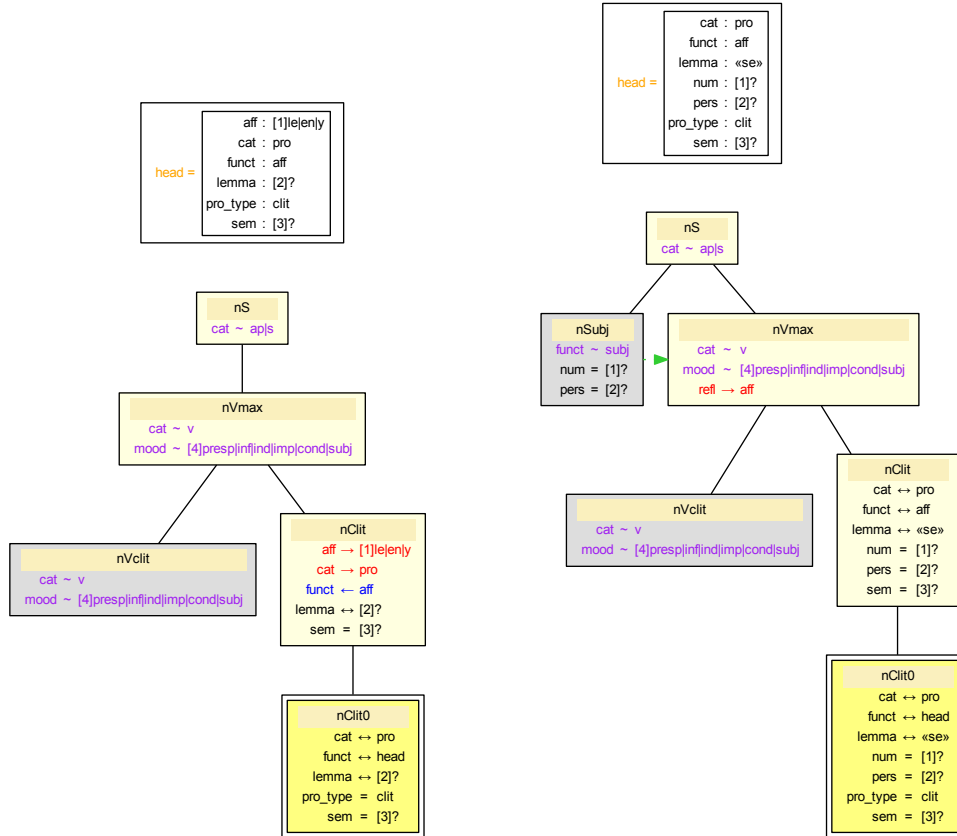 head =
aff : [1]le|en|y
cat : pro
funct : aff
lemma : [2]?
pro_type : clit
sem : [3]?
nS
cat ~ ap|s
nVmax
cat ~ v
mood ~ [4]presp|inf|ind|imp|cond|subj
nVclit
cat ~ v
mood ~ [4]presp|inf|ind|imp|cond|subj
nClit
aff → [1]le|en|y
cat → pro
funct ← aff
lemma ↔ [2]?
sem = [3]?
nClit0
cat ↔ pro
funct ↔ head
lemma ↔ [2]?
pro_type = clit
sem = [3]?
head =
cat : pro
funct : aff
lemma : «se»
num : [1]?
pers : [2]?
pro_type : clit
sem : [3]?
nS
cat ~ ap|s
nSubj
funct ~ subj
num = [1]?
pers = [2]?
nVmax
cat ~ v
mood ~ [4]presp|inf|ind|imp|cond|subj
refl → aff
nVclit
cat ~ v
mood ~ [4]presp|inf|ind|imp|cond|subj
nClit
cat ↔ pro
funct ↔ aff
lemma ↔ «se»
num = [1]?
pers = [2]?
sem = [3]?
nClit0
cat ↔ pro
funct ↔ head
lemma ↔ «se»
num = [1]?
pers = [2]?
pro_type = clit
sem = [3]?